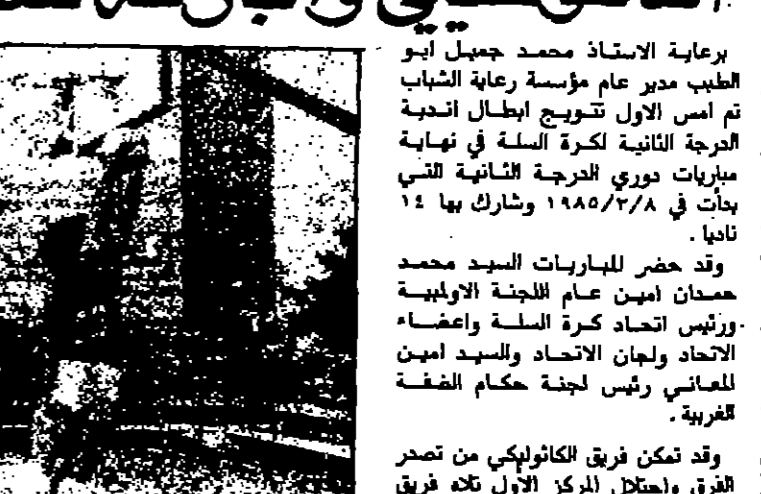 برعاية الاستاذ محمد جميل ابو
الطيب مدير عام مؤسسة رعاية الشباب
تم امس الاول تتويج ابطال اندية
الدرجة الثانية لكرة السلة في نهاية
مباريات دوري الدرجة الثانية التي
بدأت في ١٩٨٥/٢/٨ وشارك بها ١٤
ناديا .
وقد حضر المباريات السيد محمد
حمدان امين عام اللجنة الاولمبية
ورئيس اتحاد كرة السلة واعضاء
الاتحاد ولجان الاتحاد والسيد امين
المعاني رئيس لجنة حكام الضفة
الغربية .
وقد تمكن فريق الكاثوليكي من تصدر
الفرق واحتلال المركز الأول تلاه فريق